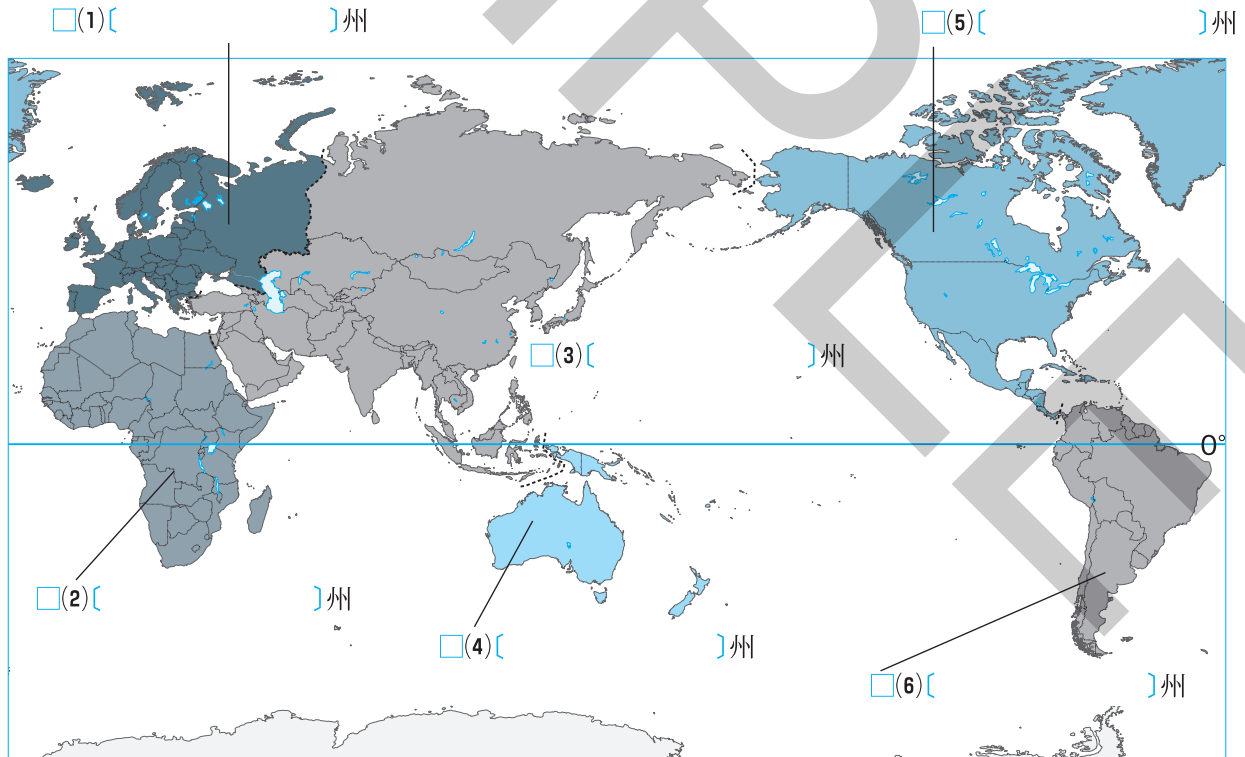 □(1)〔　　　　　〕州
□(5)〔　　　　　〕州
□(3)〔　　　　　〕州
0°
□(2)〔　　　　　〕州
□(4)〔　　　　　〕州
□(6)〔　　　　　〕州